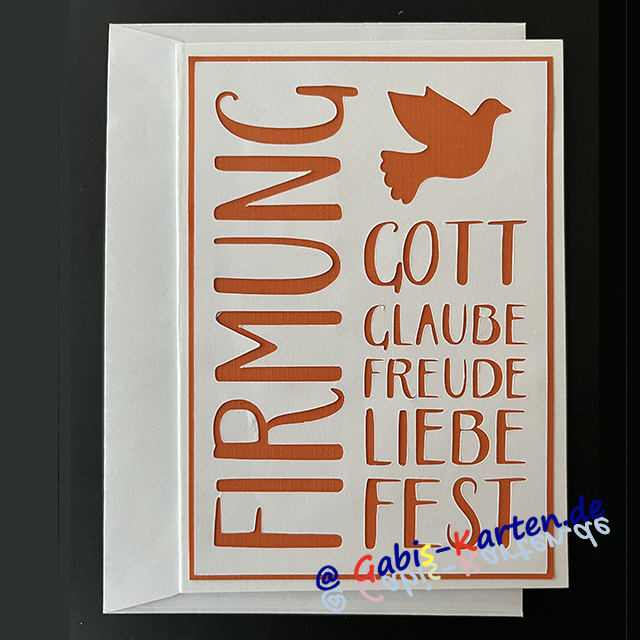 FIRMUNG
GOTT
GLAUBE
FREUDE
LIEBE
FEST
@ Gabis-Karten.de